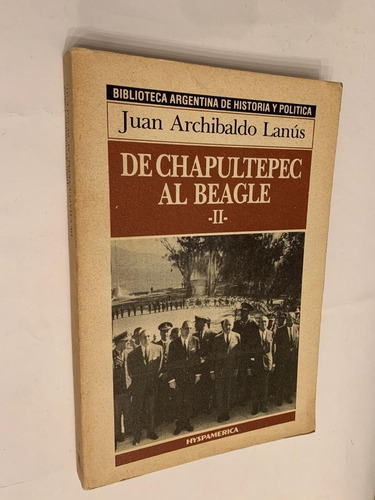 BIBLIOTECA ARGENTINA DE HISTORIA Y POLITICA
Juan Archibaldo Lanús
DE CHAPULTEPEC
AL BEAGLE
-II-
HYSPAMERICA